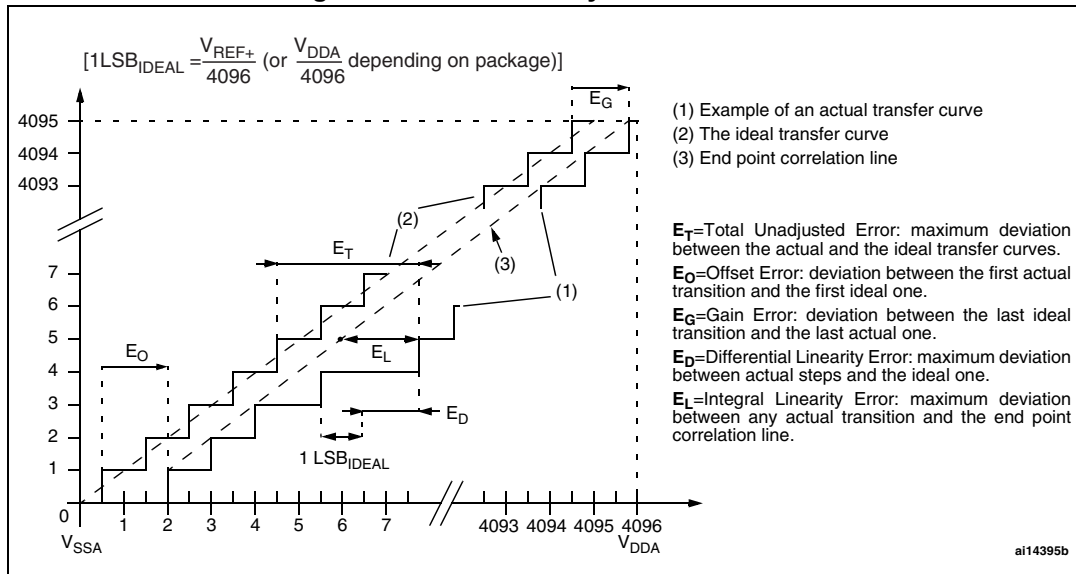 [1LSB_IDEAL = V_REF+ / 4096 (or V_DDA / 4096 depending on package)]
E_G
(1) Example of an actual transfer curve
(2) The ideal transfer curve
(3) End point correlation line
4095
4094
4093
(2)
E_T
(3)
(1)
E_T=Total Unadjusted Error: maximum deviation
between the actual and the ideal transfer curves.
E_O=Offset Error: deviation between the first actual
transition and the first ideal one.
E_G=Gain Error: deviation between the last ideal
transition and the last actual one.
E_D=Differential Linearity Error: maximum deviation
between actual steps and the ideal one.
E_L=Integral Linearity Error: maximum deviation
between any actual transition and the end point
correlation line.
7
6
5
4
3
2
1
0
E_O
E_L
E_D
1 LSB_IDEAL
1 2 3 4 5 6 7 4093 4094 4095 4096
V_SSA
V_DDA
ai14395b